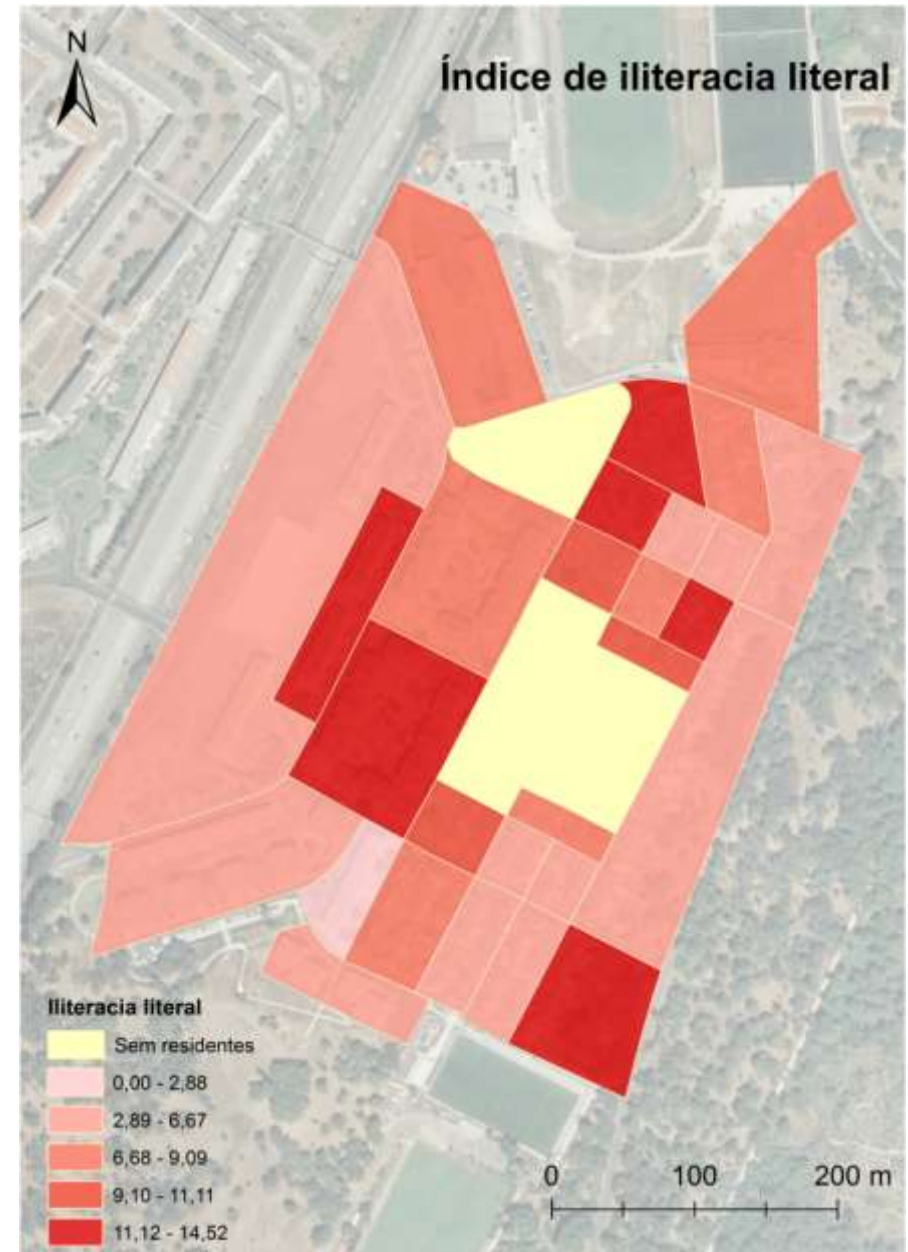 N
Índice de iliteracia literal
Iliteracia literal
Sem residentes
0,00 - 2,88
2,89 - 6,67
6,68 - 9,09
9,10 - 11,11
11,12 - 14,52
0 100 200 m